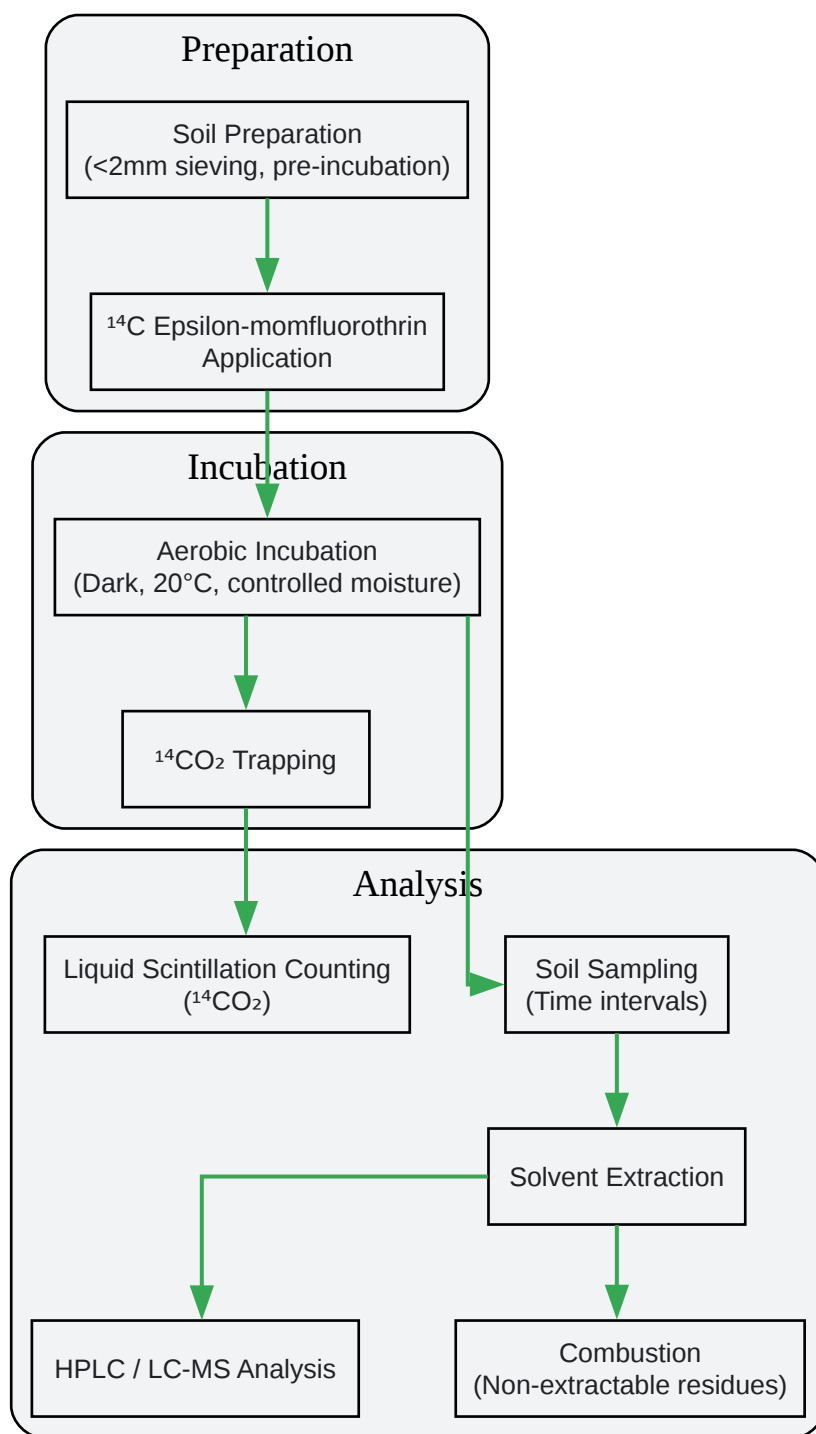 Preparation
Soil Preparation
(<2mm sieving, pre-incubation)
¹⁴C Epsilon-momfluorothrin
Application
Incubation
Aerobic Incubation
(Dark, 20°C, controlled moisture)
¹⁴CO₂ Trapping
Analysis
Liquid Scintillation Counting
(¹⁴CO₂)
Soil Sampling
(Time intervals)
Solvent Extraction
HPLC / LC-MS Analysis
Combustion
(Non-extractable residues)